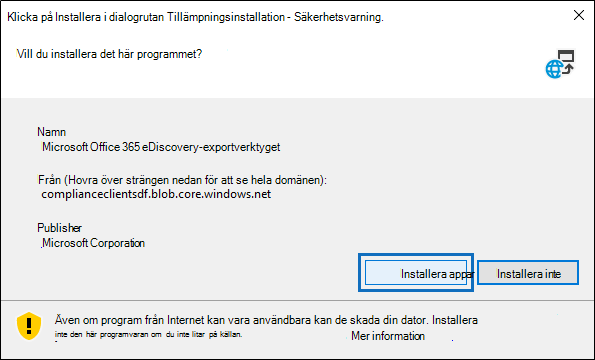 Klicka på Installera i dialogrutan Tillämpningsinstallation - Säkerhetsvarning.
Vill du installera det här programmet?
Namn
Microsoft Office 365 eDiscovery-exportverktyget
Från (Hovra över strängen nedan för att se hela domänen):
complianceclientsdf.blob.core.windows.net
Publisher
Microsoft Corporation
Installera appar Installera inte
Även om program från Internet kan vara användbara kan de skada din dator. Installera
inte den här programvaran om du inte litar på källan. Mer information